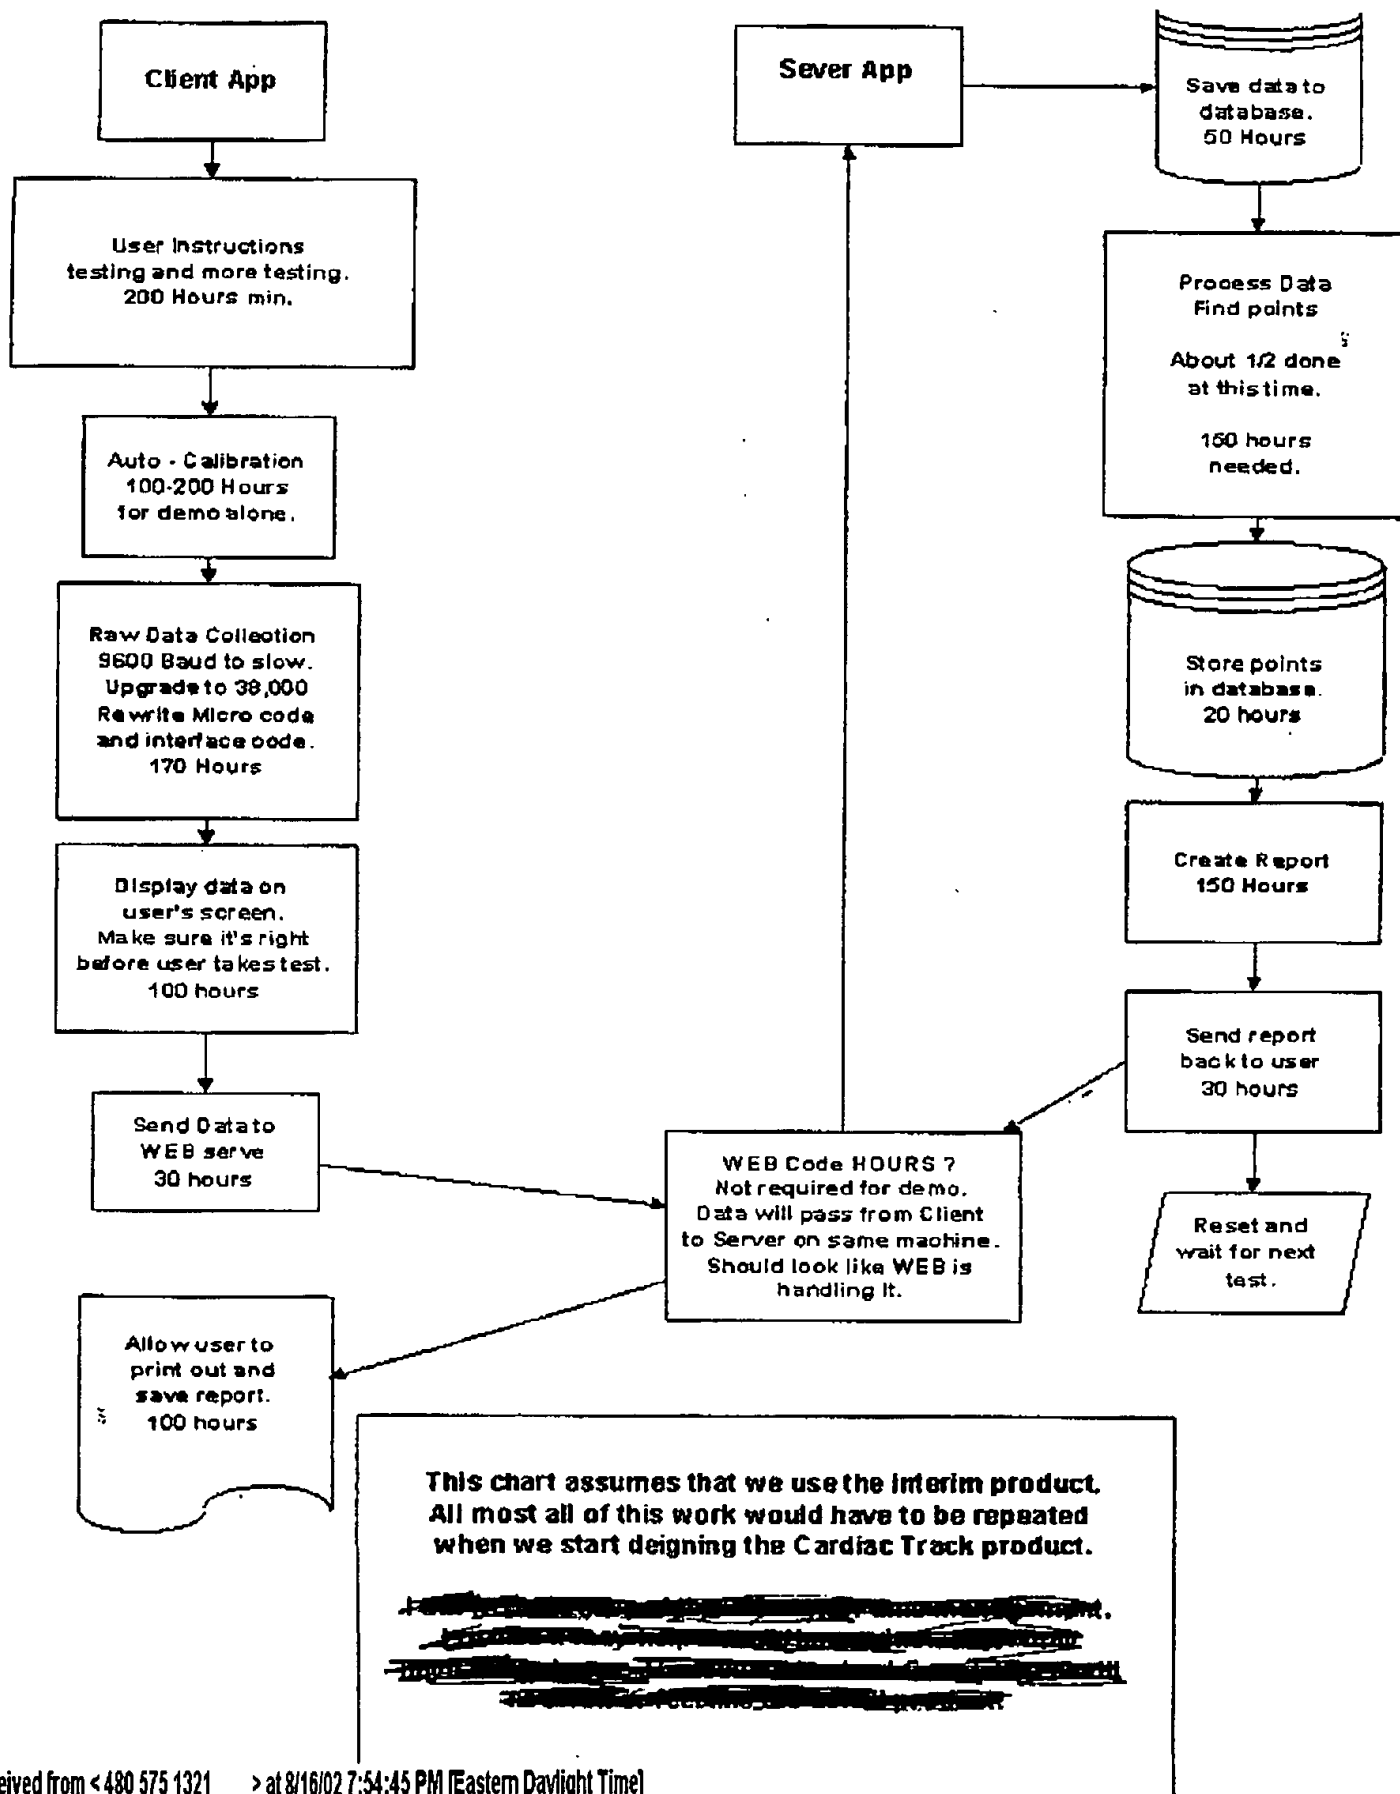 Client App
User Instructions
testing and more testing.
200 Hours min.
Auto - Calibration
100-200 Hours
for demo alone.
Raw Data Collection
9600 Baud to slow.
Upgrade to 38,000
Rewrite Micro code
and interface code.
170 Hours
Display data on
user's screen.
Make sure it's right
before user takes test.
100 hours
Send Data to
WEB serve
30 hours
Allow user to
print out and
save report.
100 hours
Sever App
Save data to
database.
50 Hours
Process Data
Find points
About 1/2 done
at this time.
150 hours
needed.
Store points
in database.
20 hours
Create Report
150 Hours
Send report
back to user
30 hours
Reset and
wait for next
test.
WEB Code HOURS ?
Not required for demo.
Data will pass from Client
to Server on same machine.
Should look like WEB is
handling it.
This chart assumes that we use the interim product.
All most all of this work would have to be repeated
when we start deigning the Cardiac Track product.
eived from < 480 575 1321 > at 8/16/02 7:54:45 PM [Eastern Daylight Time]